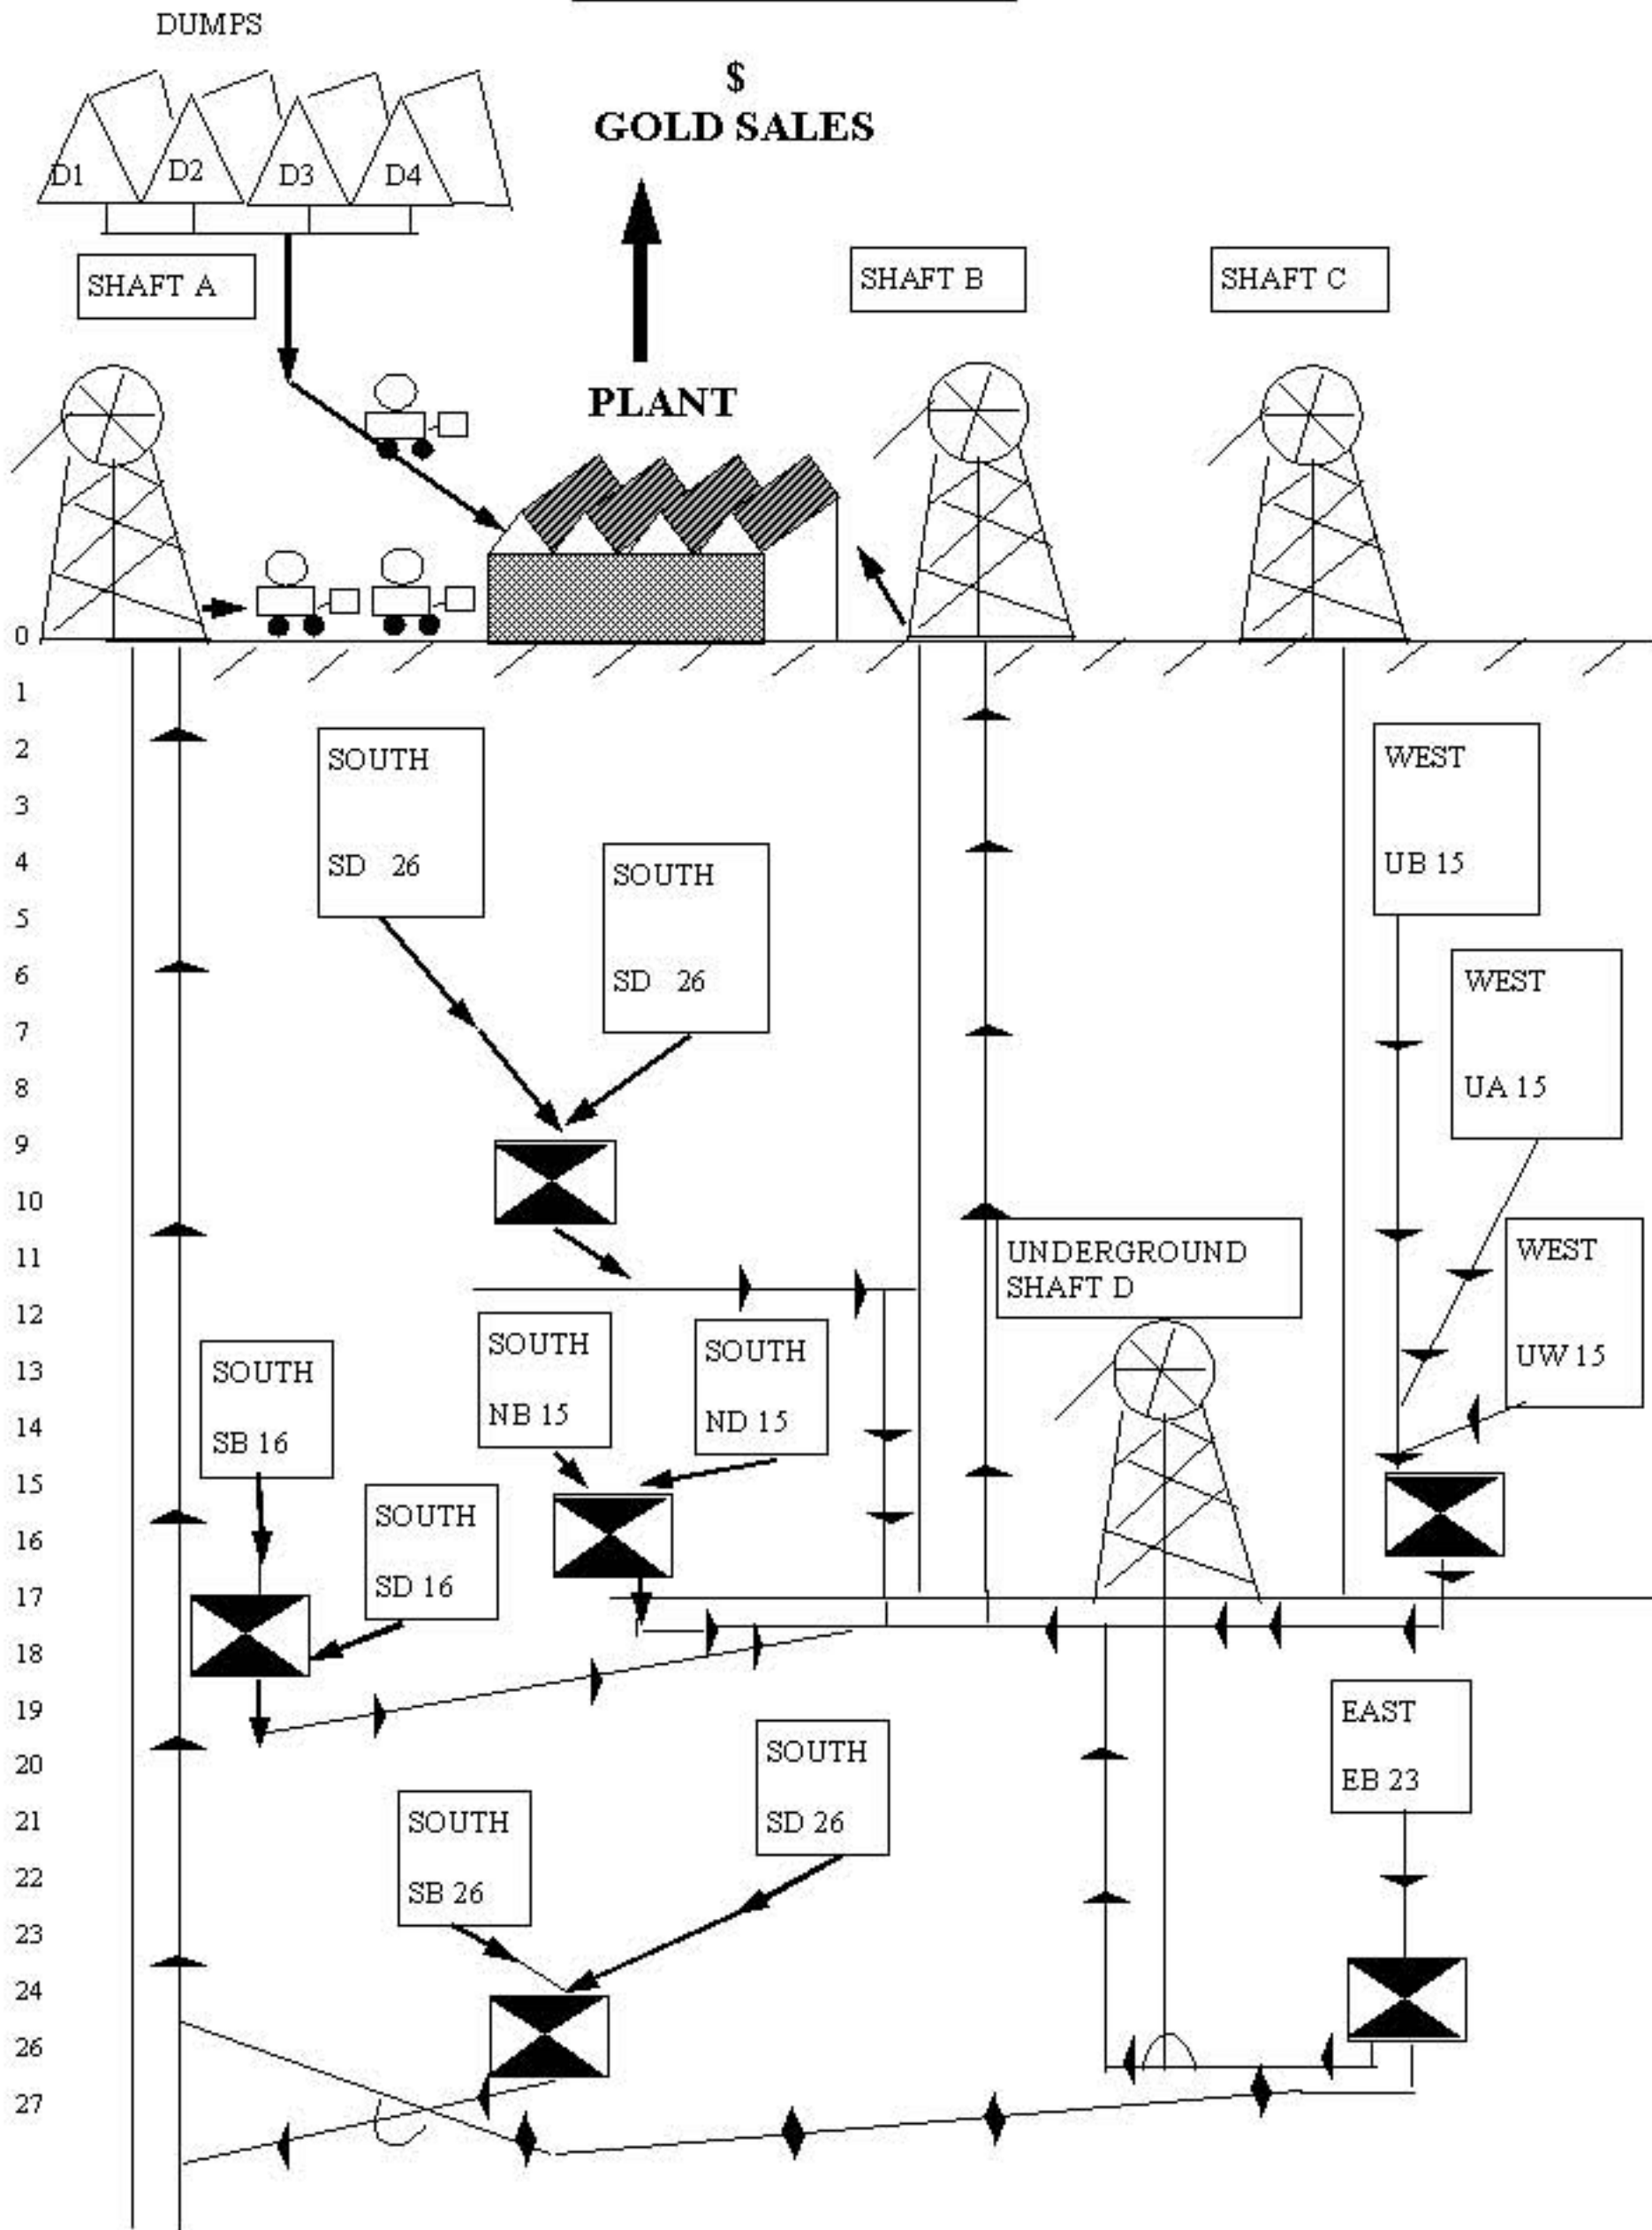 DUMPS
$
GOLD SALES
D1
D2
D3
D4
SHAFT A
SHAFT B
SHAFT C
PLANT
0
1
2
3
4
5
6
7
8
9
10
11
12
13
14
15
16
17
18
19
20
21
22
23
24
26
27
SOUTH
SD 26
SOUTH
SD 26
WEST
UB 15
WEST
UA 15
UNDERGROUND
SHAFT D
WEST
UW 15
SOUTH
SB 16
SOUTH
NB 15
SOUTH
ND 15
SOUTH
SD 16
EAST
EB 23
SOUTH
SD 26
SOUTH
SB 26